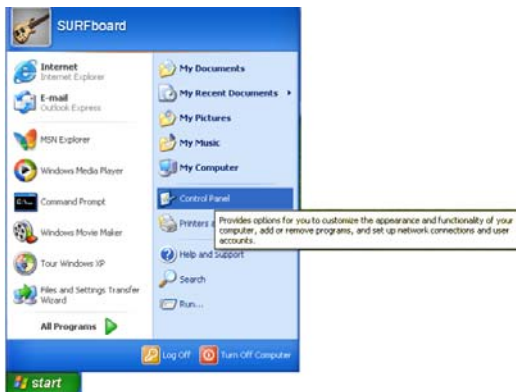 SURFboard
Internet
Internet Explorer
E-mail
Outlook Express
MSN Explorer
Windows Media Player
Command Prompt
Windows Movie Maker
Tour Windows XP
Files and Settings Transfer
Wizard
All Programs
My Documents
My Recent Documents
My Pictures
My Music
My Computer
Control Panel
Printers
Provides options for you to customize the appearance and functionality of your
computer, add or remove programs, and set up network connections and user
accounts.
Help and Support
Search
Run...
Log Off
Turn Off Computer
start